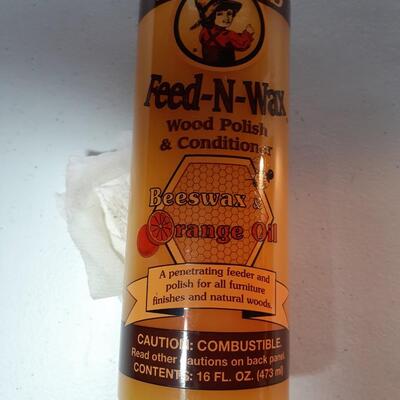 Feed-N-Wax
Wood Polish
& Conditioner
Beeswax &
Orange Oil
A penetrating feeder and
polish for all furniture
finishes and natural woods.
CAUTION: COMBUSTIBLE.
Read other cautions on back panel.
CONTENTS: 16 FL. OZ. (473 ml)